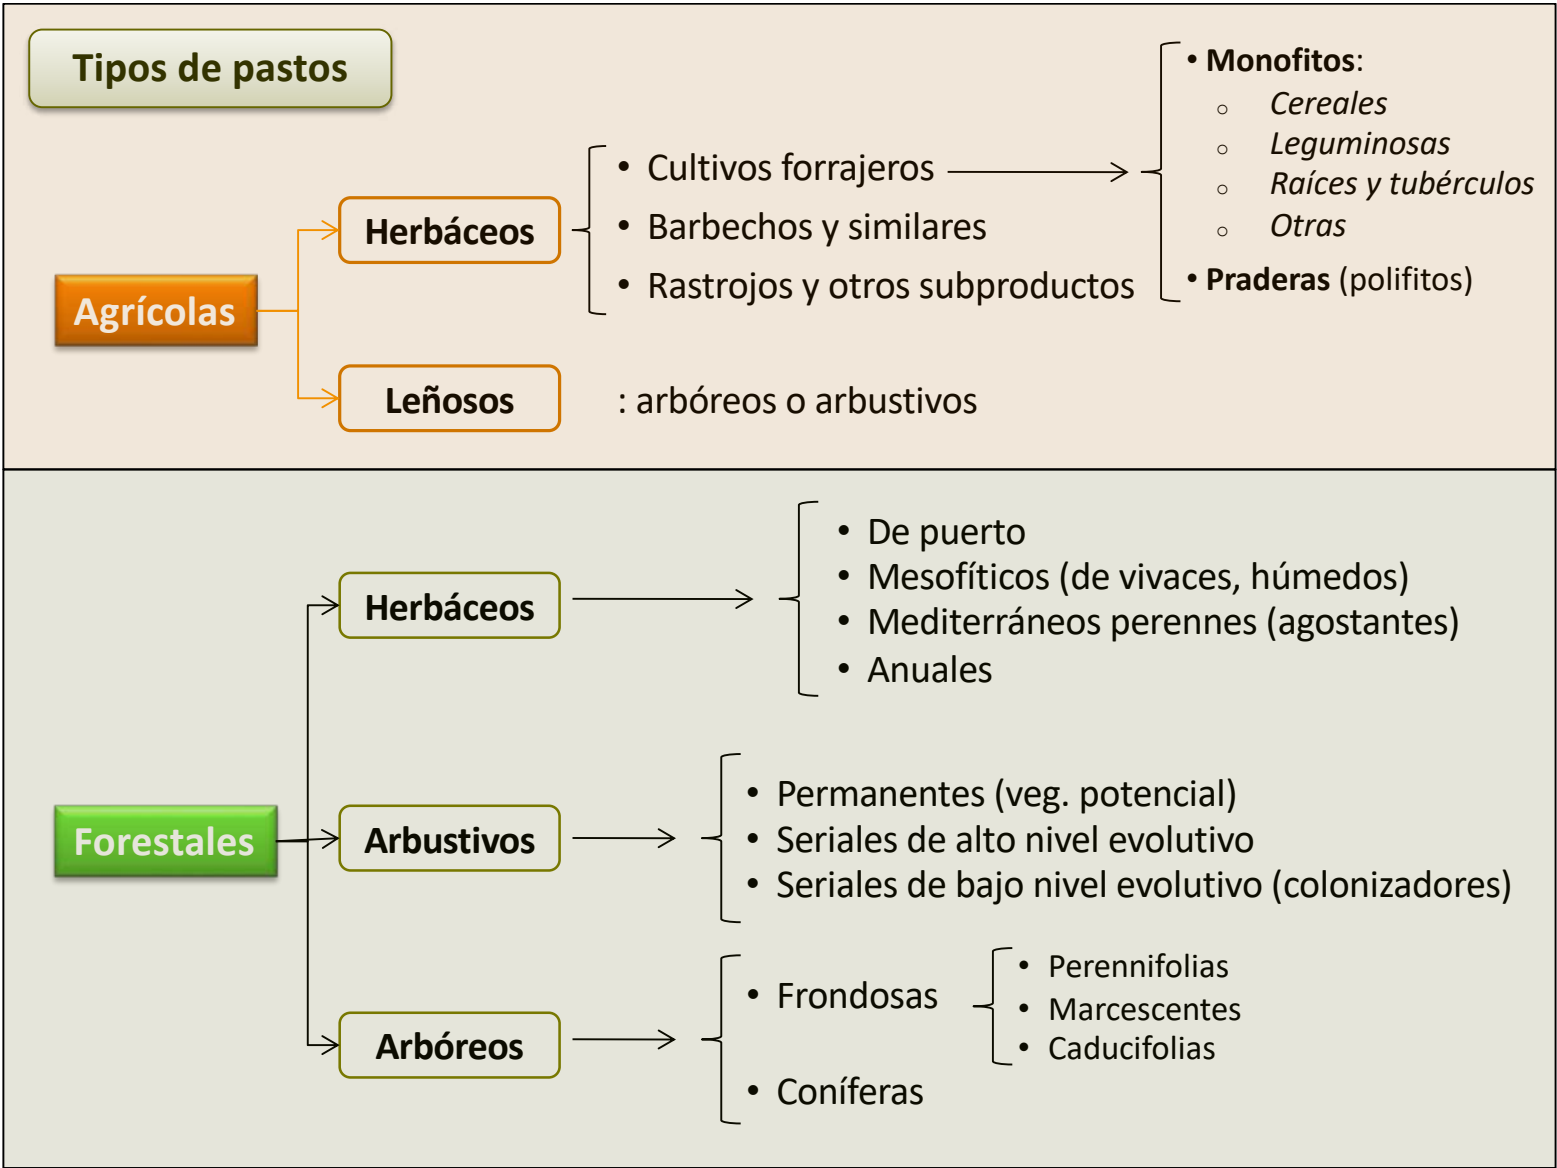 Tipos de pastos
Agrícolas
Herbáceos
• Cultivos forrajeros
• Barbechos y similares
• Rastrojos y otros subproductos
• Monofitos:
o Cereales
o Leguminosas
o Raíces y tubérculos
o Otras
• Praderas (polifitos)
Leñosos
: arbóreos o arbustivos
Forestales
Herbáceos
• De puerto
• Mesofíticos (de vivaces, húmedos)
• Mediterráneos perennes (agostantes)
• Anuales
Arbustivos
• Permanentes (veg. potencial)
• Seriales de alto nivel evolutivo
• Seriales de bajo nivel evolutivo (colonizadores)
Arbóreos
• Frondosas
• Perennifolias
• Marcescentes
• Caducifolias
• Coníferas